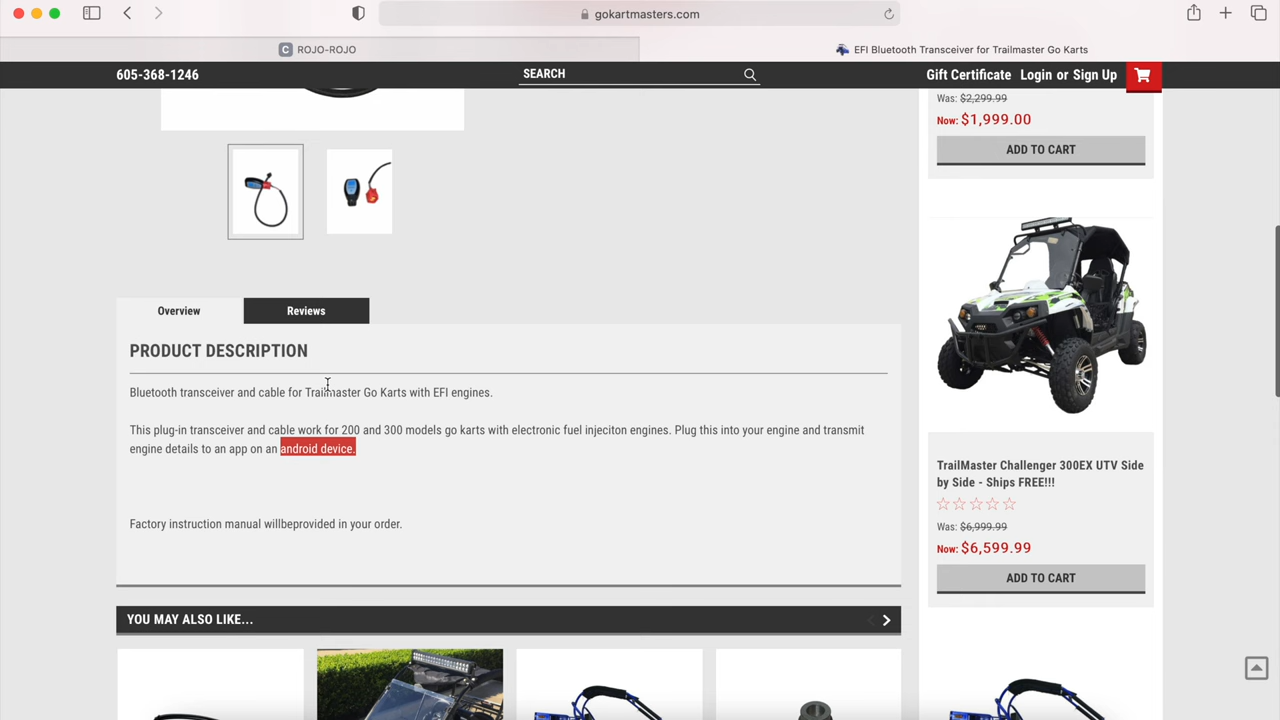 gokartmasters.com
C ROJO-ROJO
EFI Bluetooth Transceiver for Trailmaster Go Karts
605-368-1246
SEARCH
Gift Certificate Login or Sign Up
Was: $2,299.99
Now: $1,999.00
ADD TO CART
Overview
Reviews
PRODUCT DESCRIPTION
Bluetooth transceiver and cable for Trailmaster Go Karts with EFI engines.
This plug-in transceiver and cable work for 200 and 300 models go karts with electronic fuel injeciton engines. Plug this into your engine and transmit
engine details to an app on an android device.
Factory instruction manual willbeprovided in your order.
TrailMaster Challenger 300EX UTV Side
by Side - Ships FREE!!!
Was: $6,999.99
Now: $6,599.99
ADD TO CART
YOU MAY ALSO LIKE...